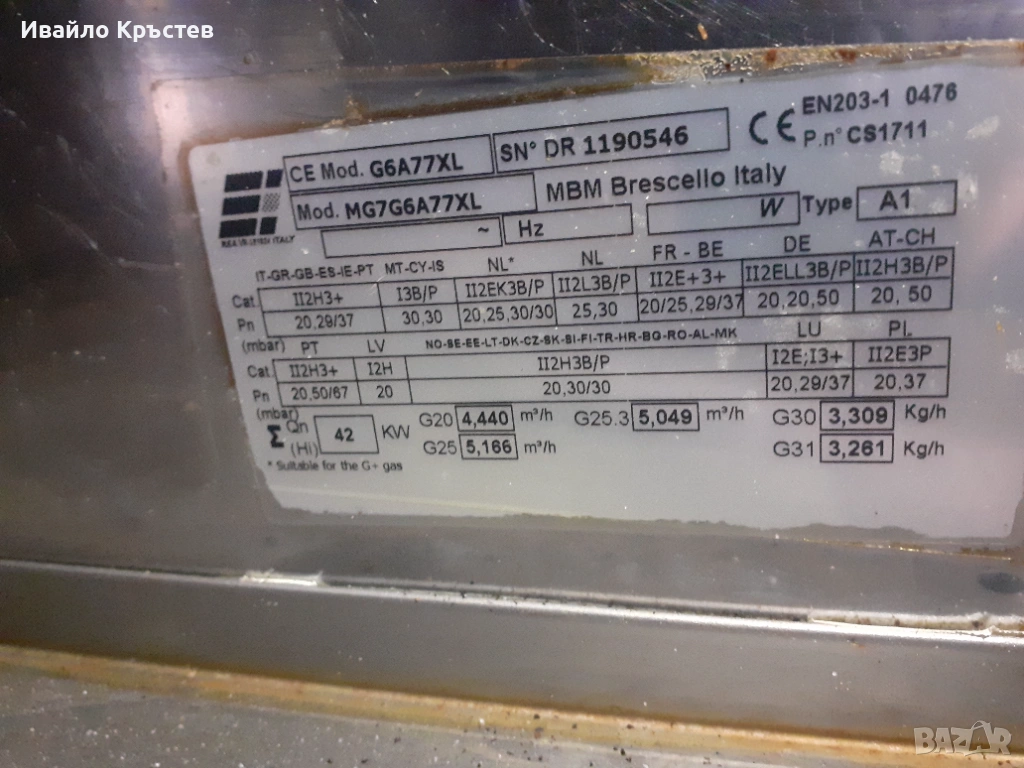 Ивайло Кръстев
CE Mod. G6A77XL
SN° DR 1190546
CE EN203-1 0476
P.n° CS1711
Mod. MG7G6A77XL
MBM Brescello Italy
~ Hz W Type A1
IT-GR-GB-ES-IE-PT MT-CY-IS NL* NL FR - BE DE AT-CH
Cat. II2H3+ I3B/P II2EK3B/P II2L3B/P II2E+3+ II2ELL3B/P II2H3B/P
Pn 20,29/37 30,30 20,25,30/30 25,30 20/25,29/37 20,20,50 20, 50
(mbar) PT LV NO-SE-EE-LT-DK-CZ-SK-SI-FI-TR-HR-BG-RO-AL-MK LU PL
Cat. II2H3+ I2H II2H3B/P I2E;I3+ II2E3P
Pn 20,50/67 20 20,30/30 20,29/37 20,37
(mbar)
Σ Qn (Hi) 42 KW
G20 4,440 m³/h G25.3 5,049 m³/h G30 3,309 Kg/h
G25 5,166 m³/h G31 3,261 Kg/h
* Suitable for the G+ gas
BAZAR